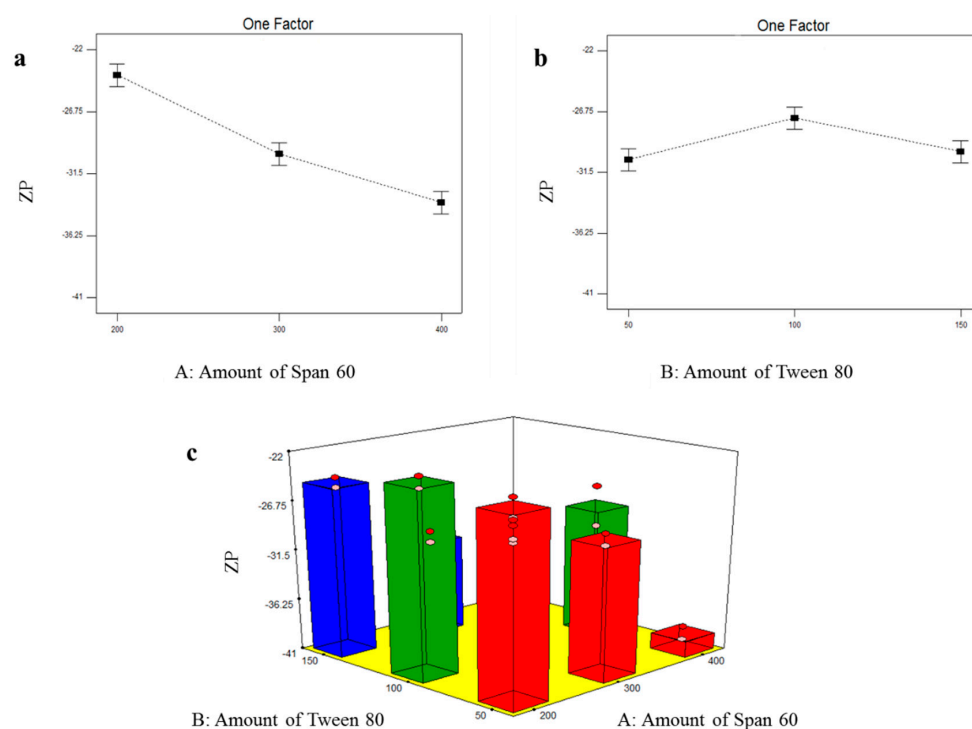 One Factor
a
-22
-26.75
-31.5
-36.25
-41
ZP
200 300 400
A: Amount of Span 60
One Factor
b
-22
-26.75
-31.5
-36.25
-41
ZP
50 100 150
B: Amount of Tween 80
c
-22
-26.75
-31.5
-36.25
-41
ZP
150 100 50
200 300 400
B: Amount of Tween 80
A: Amount of Span 60